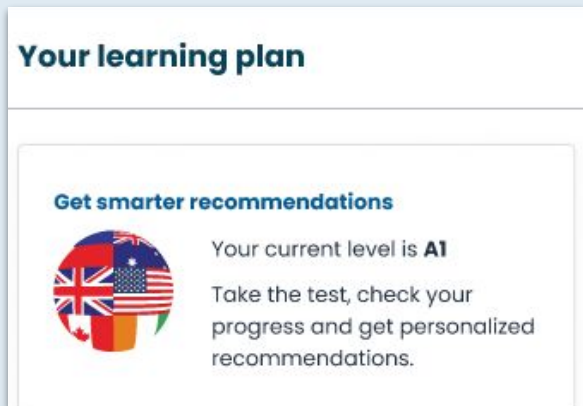 Your learning plan
Get smarter recommendations
Your current level is A1
Take the test, check your
progress and get personalized
recommendations.